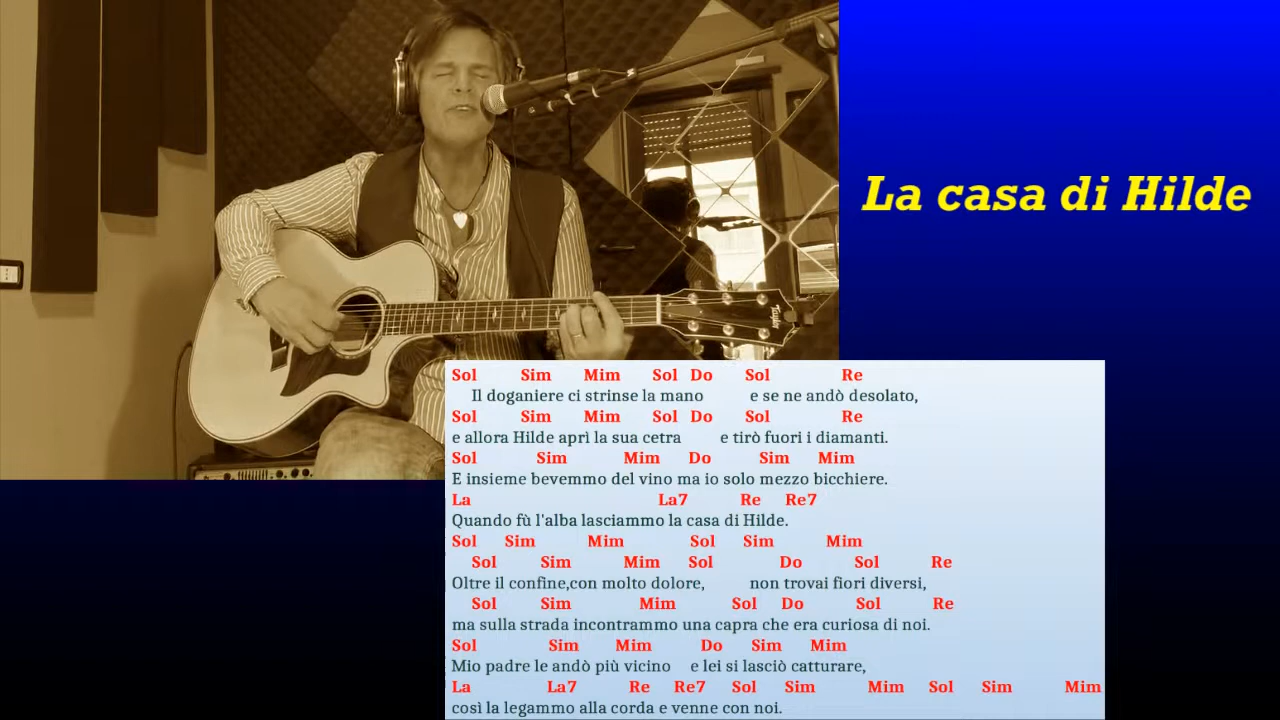 La casa di Hilde
Sol Sim Mim Sol Do Sol Re
Il doganiere ci strinse la mano e se ne andò desolato,
Sol Sim Mim Sol Do Sol Re
e allora Hilde aprì la sua cetra e tirò fuori i diamanti.
Sol Sim Mim Do Sim Mim
E insieme bevemmo del vino ma io solo mezzo bicchiere.
La La7 Re Re7
Quando fù l'alba lasciammo la casa di Hilde.
Sol Sim Mim Sol Sim Mim
Sol Sim Mim Sol Do Sol Re
Oltre il confine,con molto dolore, non trovai fiori diversi,
Sol Sim Mim Sol Do Sol Re
ma sulla strada incontrammo una capra che era curiosa di noi.
Sol Sim Mim Do Sim Mim
Mio padre le andò più vicino e lei si lasciò catturare,
La La7 Re Re7 Sol Sim Mim Sol Sim Mim
così la legammo alla corda e venne con noi.
Taylor